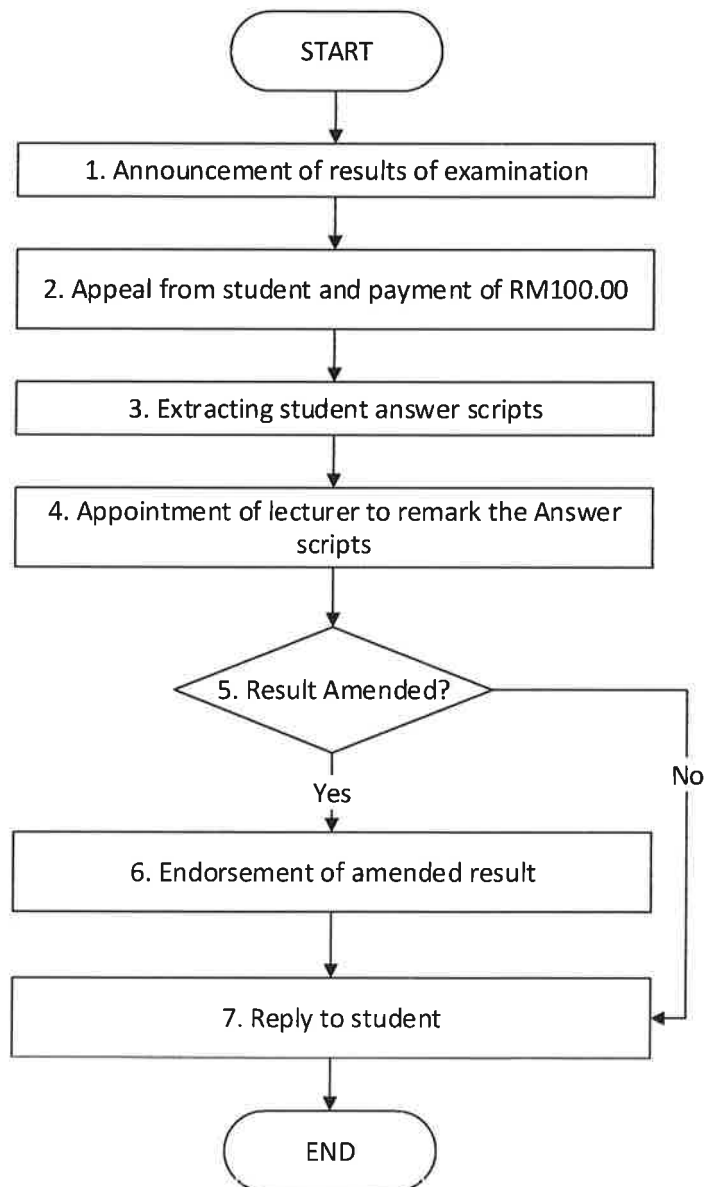 START
1. Announcement of results of examination
2. Appeal from student and payment of RM100.00
3. Extracting student answer scripts
4. Appointment of lecturer to remark the Answer
scripts
5. Result Amended?
No
Yes
6. Endorsement of amended result
7. Reply to student
END